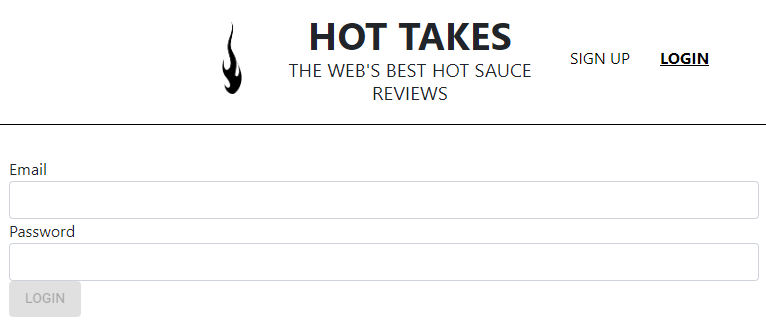 HOT TAKES
THE WEB'S BEST HOT SAUCE
REVIEWS
SIGN UP
LOGIN
Email
Password
LOGIN